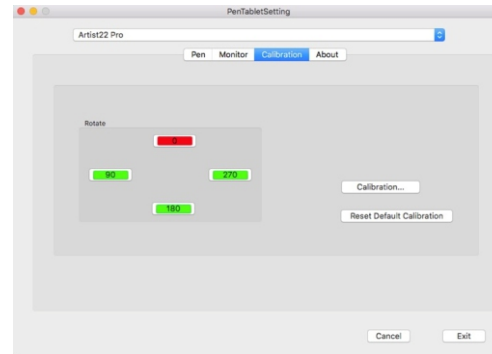 PenTabletSetting
Artist22 Pro
Pen Monitor Calibration About
Rotate
0
90 270
180
Calibration...
Reset Default Calibration
Cancel Exit